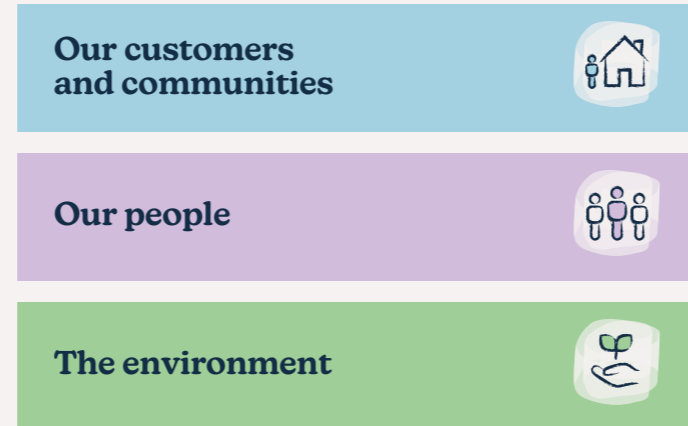 Our customers
and communities
Our people
The environment